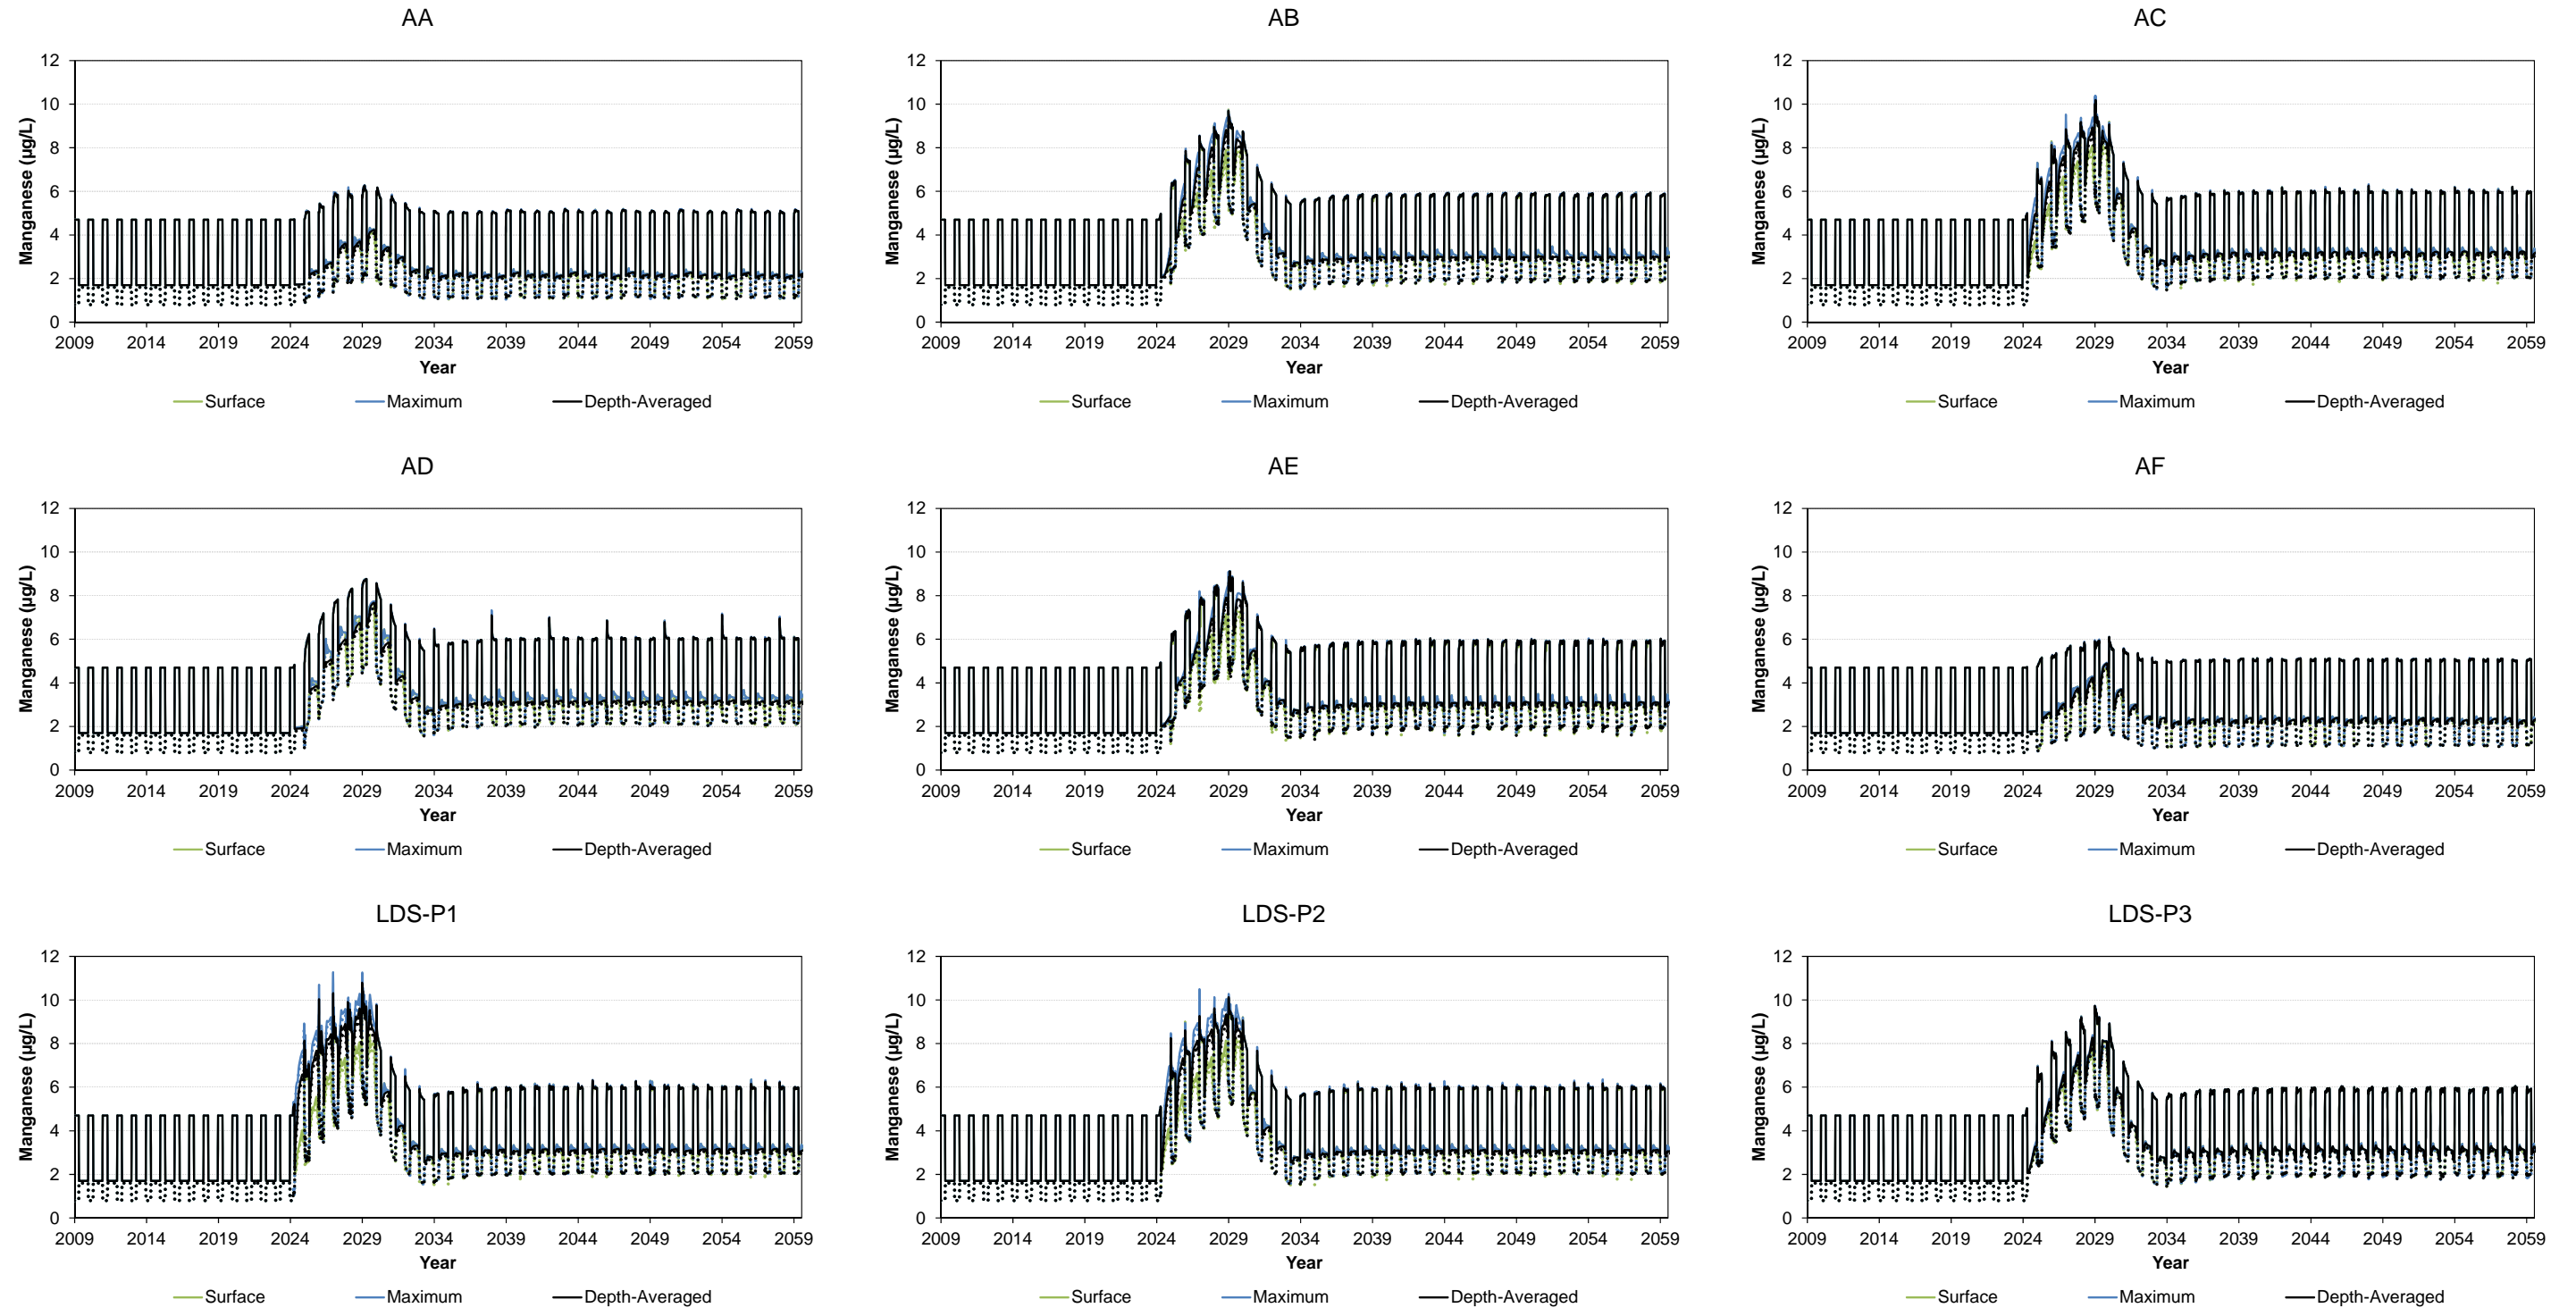 AA AB AC
12 12 12
10 10 10
8 8 8
6 6 6
4 4 4
2 2 2
0 0 0
Manganese (µg/L) Manganese (µg/L) Manganese (µg/L)
2009 2014 2019 2024 2029 2034 2039 2044 2049 2054 2059 2009 2014 2019 2024 2029 2034 2039 2044 2049 2054 2059 2009 2014 2019 2024 2029 2034 2039 2044 2049 2054 2059
Year Year Year
Surface Maximum Depth-Averaged Surface Maximum Depth-Averaged Surface Maximum Depth-Averaged
AD AE AF
12 12 12
10 10 10
8 8 8
6 6 6
4 4 4
2 2 2
0 0 0
Manganese (µg/L) Manganese (µg/L) Manganese (µg/L)
2009 2014 2019 2024 2029 2034 2039 2044 2049 2054 2059 2009 2014 2019 2024 2029 2034 2039 2044 2049 2054 2059 2009 2014 2019 2024 2029 2034 2039 2044 2049 2054 2059
Year Year Year
Surface Maximum Depth-Averaged Surface Maximum Depth-Averaged Surface Maximum Depth-Averaged
LDS-P1 LDS-P2 LDS-P3
12 12 12
10 10 10
8 8 8
6 6 6
4 4 4
2 2 2
0 0 0
Manganese (µg/L) Manganese (µg/L) Manganese (µg/L)
2009 2014 2019 2024 2029 2034 2039 2044 2049 2054 2059 2009 2014 2019 2024 2029 2034 2039 2044 2049 2054 2059 2009 2014 2019 2024 2029 2034 2039 2044 2049 2054 2059
Year Year Year
Surface Maximum Depth-Averaged Surface Maximum Depth-Averaged Surface Maximum Depth-Averaged